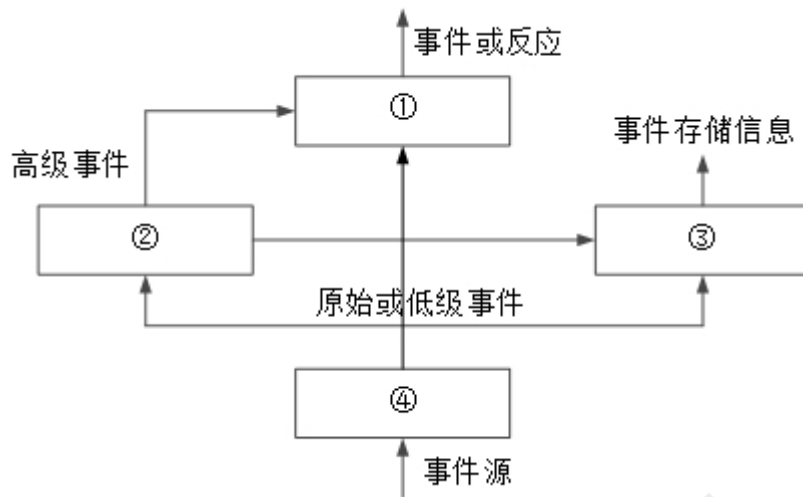 事件或反应
①
事件存储信息
高级事件
②
③
原始或低级事件
④
事件源